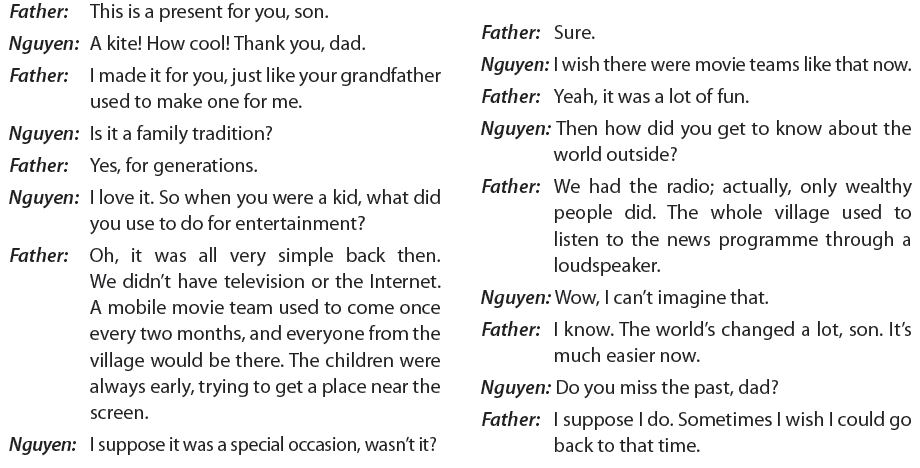 Father: This is a present for you, son.
Nguyen: A kite! How cool! Thank you, dad.
Father: I made it for you, just like your grandfather
used to make one for me.
Nguyen: Is it a family tradition?
Father: Yes, for generations.
Nguyen: I love it. So when you were a kid, what did
you use to do for entertainment?
Father: Oh, it was all very simple back then.
We didn't have television or the Internet.
A mobile movie team used to come once
every two months, and everyone from the
village would be there. The children were
always early, trying to get a place near the
screen.
Nguyen: I suppose it was a special occasion, wasn't it?
Father: Sure.
Nguyen: I wish there were movie teams like that now.
Father: Yeah, it was a lot of fun.
Nguyen: Then how did you get to know about the
world outside?
Father: We had the radio; actually, only wealthy
people did. The whole village used to
listen to the news programme through a
loudspeaker.
Nguyen: Wow, I can't imagine that.
Father: I know. The world's changed a lot, son. It's
much easier now.
Nguyen: Do you miss the past, dad?
Father: I suppose I do. Sometimes I wish I could go
back to that time.